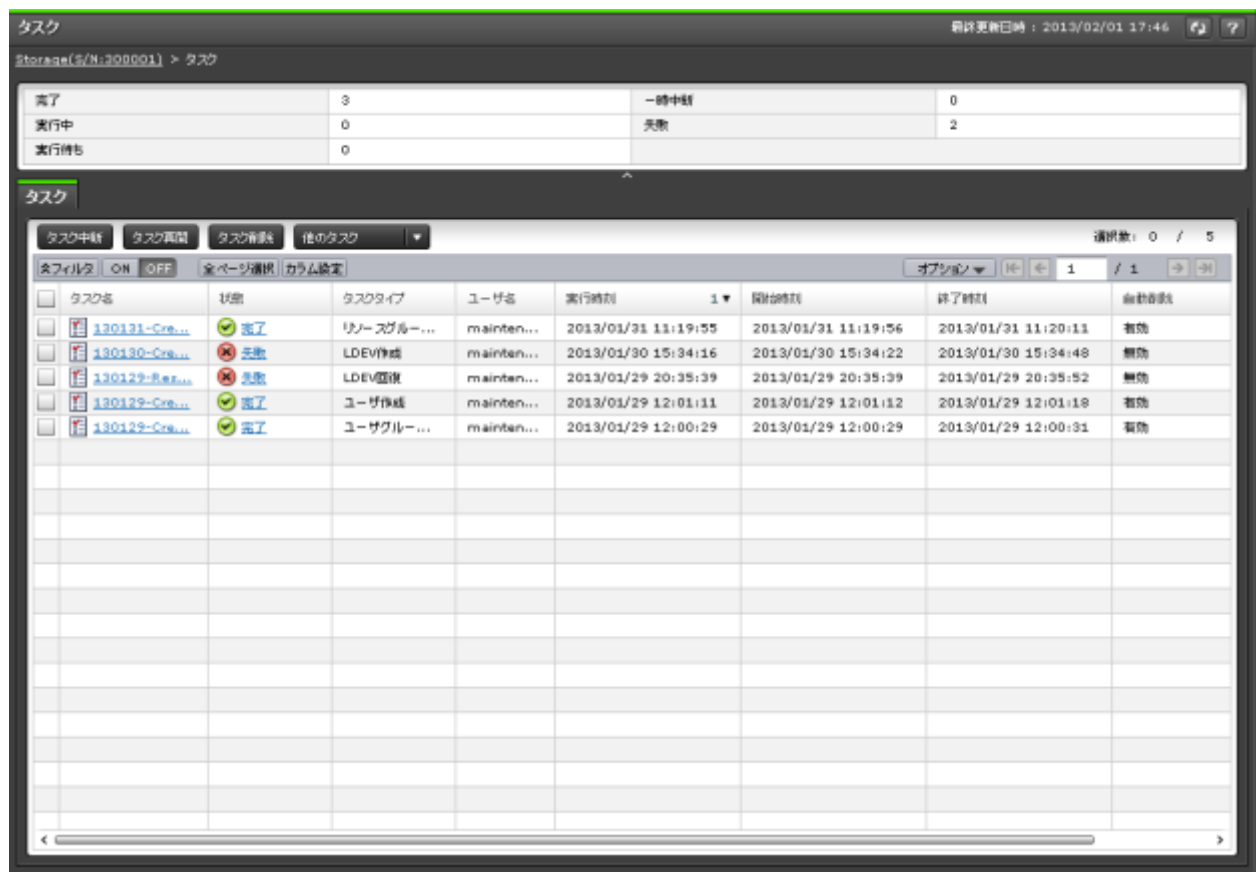 タスク 最終更新日時 : 2013/02/01 17:46 ?
Storage(S/N:300001) > タスク
完了 3 一時中断 0
実行中 0 失敗 2
実行待ち 0
タスク
タスク中断 タスク再開 タスク削除 他のタスク 選択数: 0 / 5
全フィルタ ON OFF 全ページ選択 カラム設定 オプション 1 / 1
タスク名 状態 タスクタイプ ユーザ名 実行時刻 1 開始時刻 終了時刻 自動削除
130131-Cre... 完了 リソースグルー... mainten... 2013/01/31 11:19:55 2013/01/31 11:19:56 2013/01/31 11:20:11 有効
130130-Cre... 失敗 LDEV作成 mainten... 2013/01/30 15:34:16 2013/01/30 15:34:22 2013/01/30 15:34:48 無効
130129-Res... 失敗 LDEV回復 mainten... 2013/01/29 20:35:39 2013/01/29 20:35:39 2013/01/29 20:35:52 無効
130129-Cre... 完了 ユーザ作成 mainten... 2013/01/29 12:01:11 2013/01/29 12:01:12 2013/01/29 12:01:18 有効
130129-Cre... 完了 ユーザグルー... mainten... 2013/01/29 12:00:29 2013/01/29 12:00:29 2013/01/29 12:00:31 有効